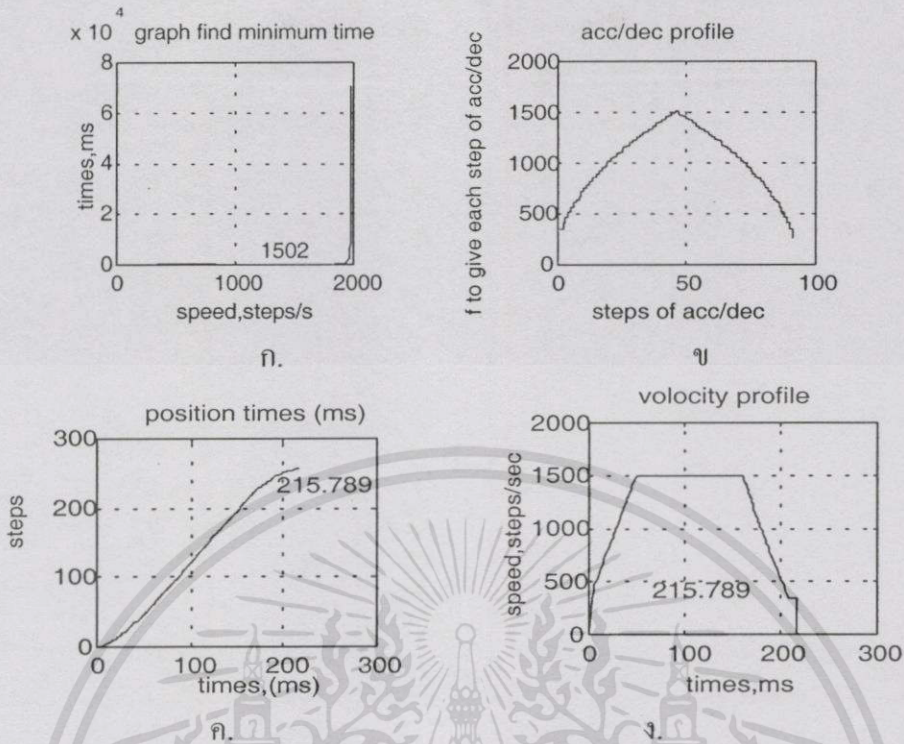 x 10⁴ graph find minimum time
8
6
4
2
0
times,ms
1502
0 1000 2000
speed,steps/s
ก.
acc/dec profile
2000
1500
1000
500
0
f to give each step of acc/dec
0 50 100
steps of acc/dec
ข
position times (ms)
300
200
100
0
steps
215.789
0 100 200 300
times,(ms)
ค.
volocity profile
2000
1500
1000
500
0
speed,steps/sec
215.789
0 100 200 300
times,ms
ง.